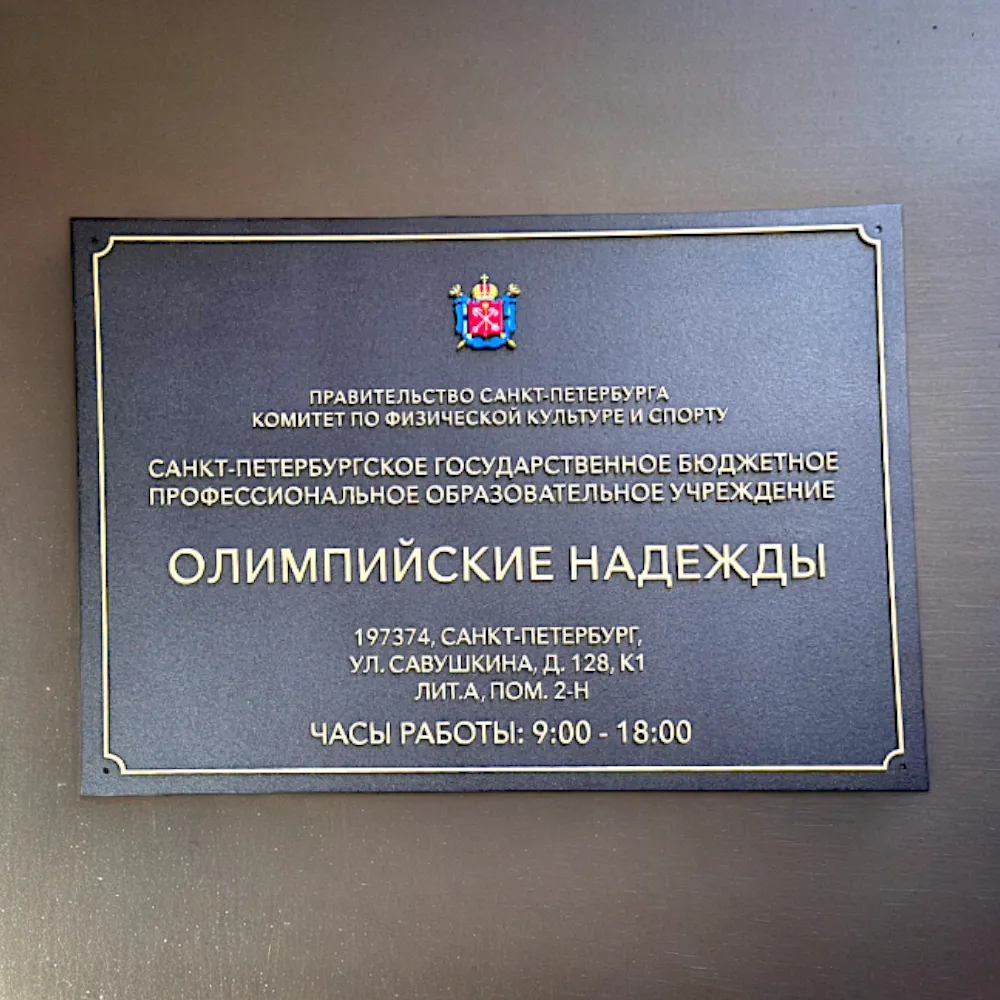 ПРАВИТЕЛЬСТВО САНКТ-ПЕТЕРБУРГА
КОМИТЕТ ПО ФИЗИЧЕСКОЙ КУЛЬТУРЕ И СПОРТУ
САНКТ-ПЕТЕРБУРГСКОЕ ГОСУДАРСТВЕННОЕ БЮДЖЕТНОЕ
ПРОФЕССИОНАЛЬНОЕ ОБРАЗОВАТЕЛЬНОЕ УЧРЕЖДЕНИЕ
ОЛИМПИЙСКИЕ НАДЕЖДЫ
197374, САНКТ-ПЕТЕРБУРГ,
УЛ. САВУШКИНА, Д. 128, К1
ЛИТ.А, ПОМ. 2-Н
ЧАСЫ РАБОТЫ: 9:00 - 18:00